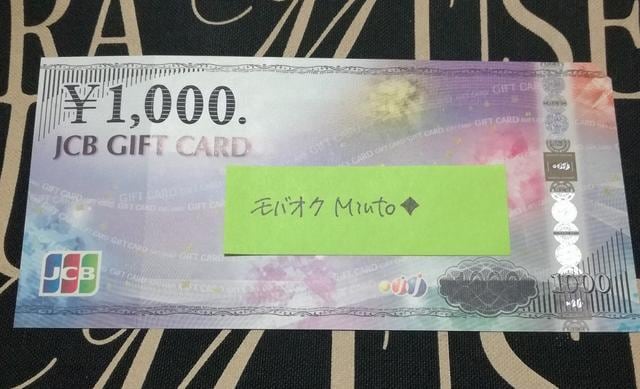 ¥1,000.
JCB GIFT CARD
モバオク Miuto◆
JCB
1000